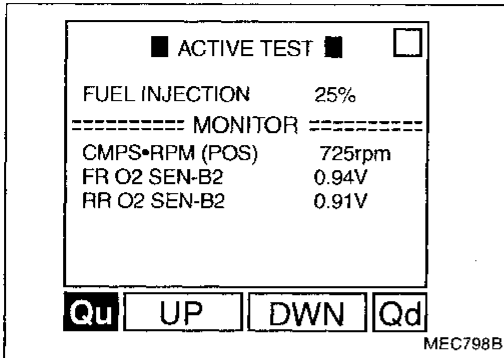 ■ ACTIVE TEST ■ □
FUEL INJECTION 25%
========== MONITOR =========
CMPS•RPM (POS) 725rpm
FR O2 SEN-B2 0.94V
RR O2 SEN-B2 0.91V
Qu UP DWN Qd
MEC798B